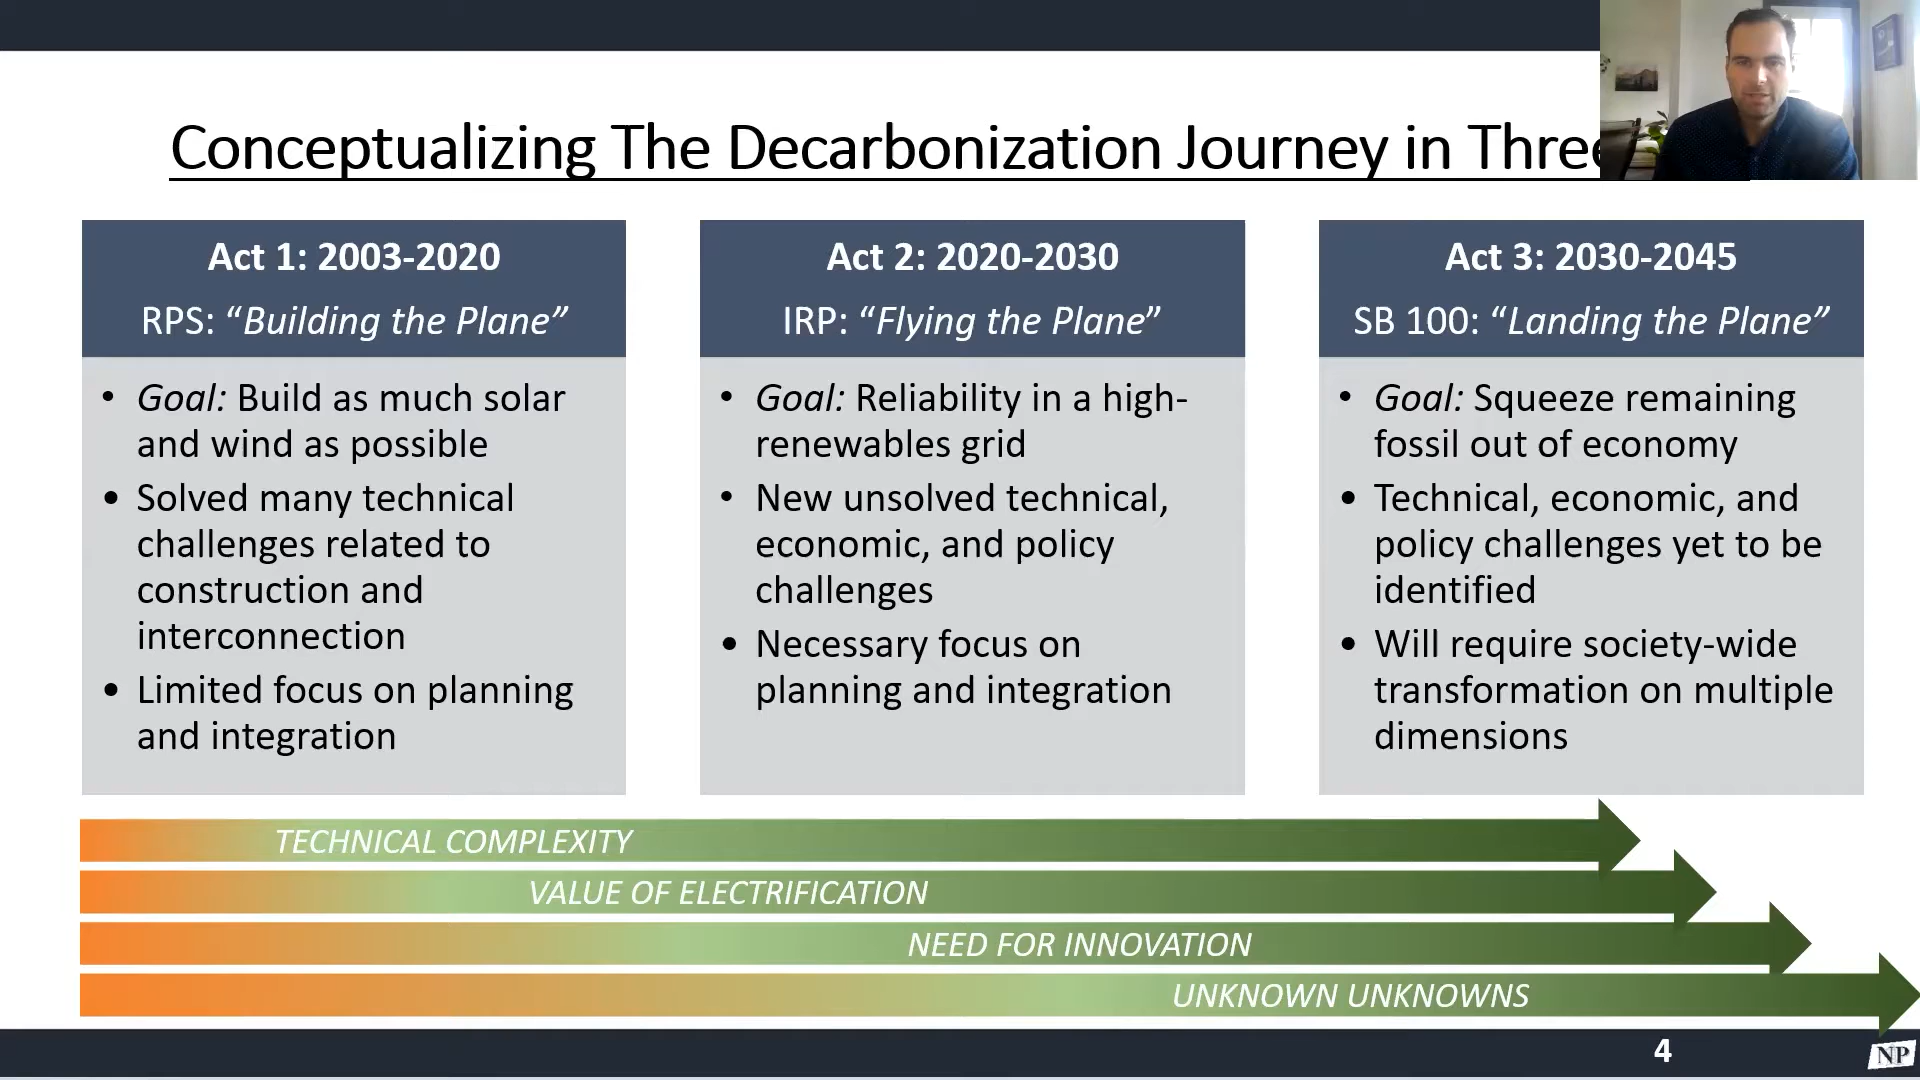 Conceptualizing The Decarbonization Journey in Three
Act 1: 2003-2020
RPS: “Building the Plane”
• Goal: Build as much solar
and wind as possible
• Solved many technical
challenges related to
construction and
interconnection
• Limited focus on planning
and integration
Act 2: 2020-2030
IRP: “Flying the Plane”
• Goal: Reliability in a high-
renewables grid
• New unsolved technical,
economic, and policy
challenges
• Necessary focus on
planning and integration
Act 3: 2030-2045
SB 100: “Landing the Plane”
• Goal: Squeeze remaining
fossil out of economy
• Technical, economic, and
policy challenges yet to be
identified
• Will require society-wide
transformation on multiple
dimensions
TECHNICAL COMPLEXITY
VALUE OF ELECTRIFICATION
NEED FOR INNOVATION
UNKNOWN UNKNOWNS
4
NP